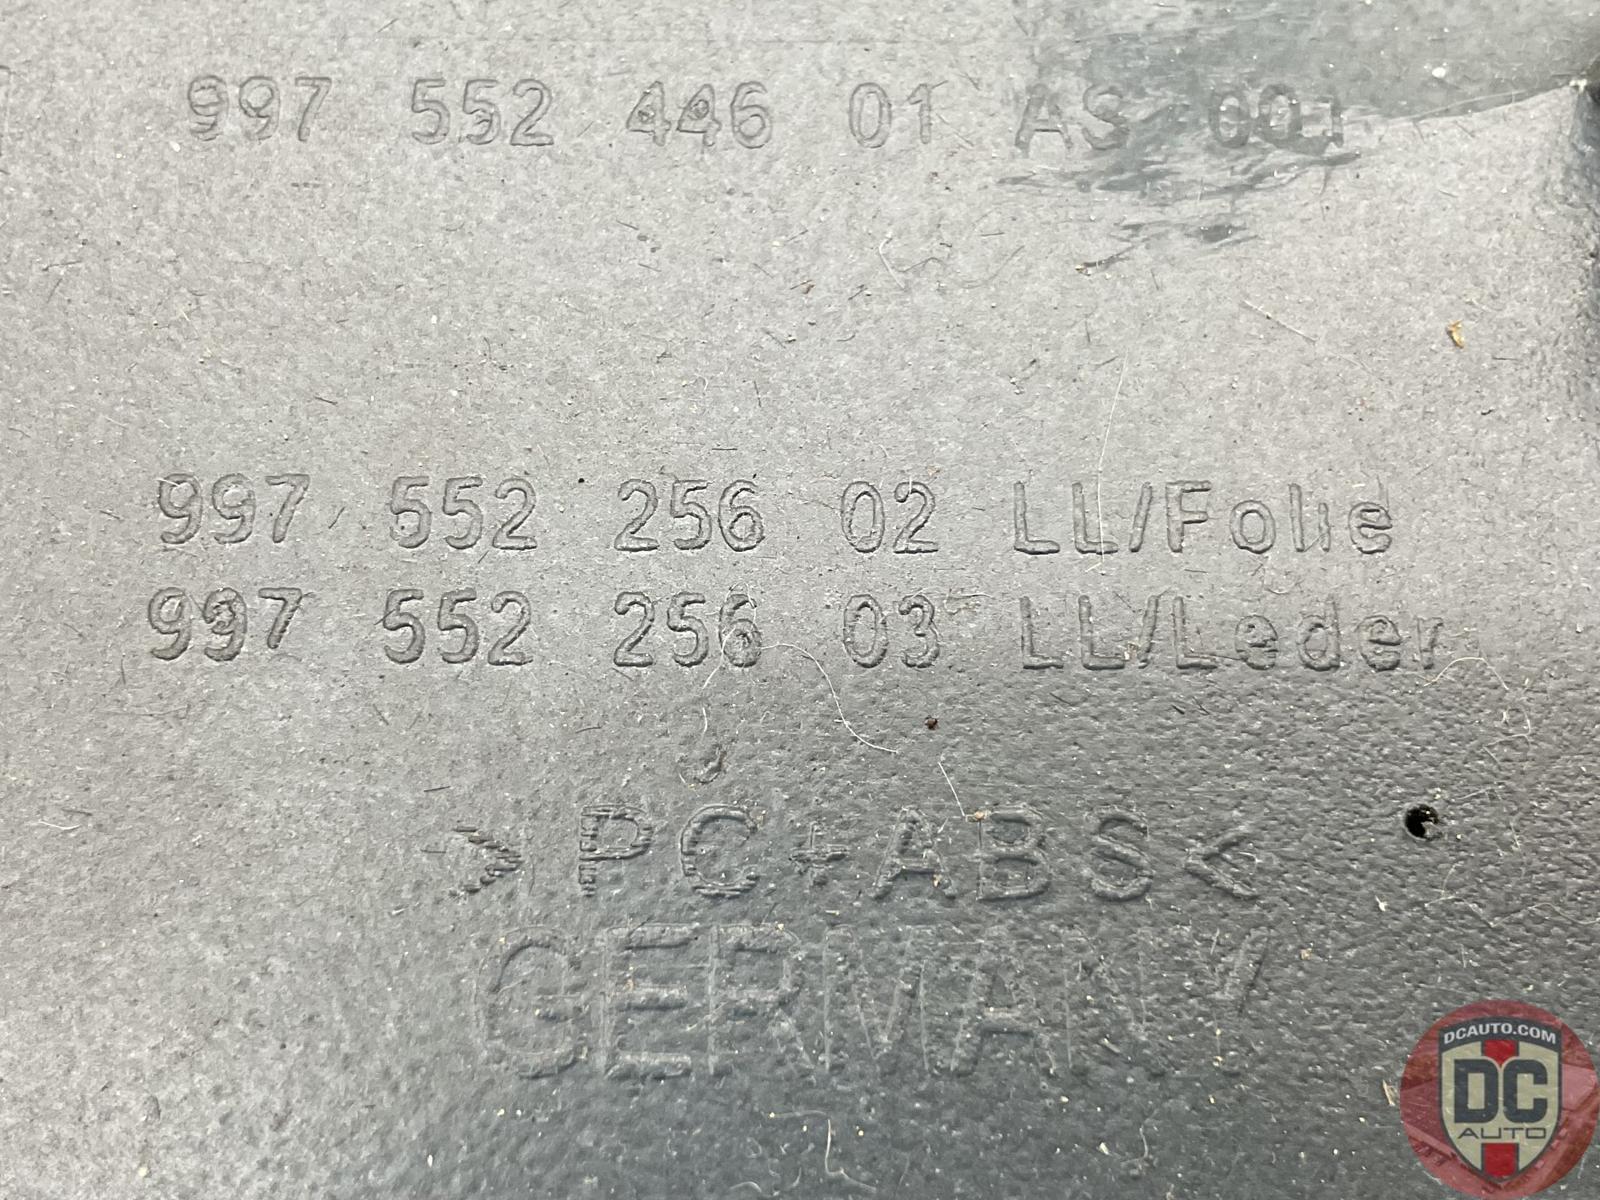 997 552 446 01 AS 001
997 552 256 02 LL/Folie
997 552 256 03 LL/Leder
>PC+ABS<
GERMANY
DCAUTO.COM
DC
AUTO